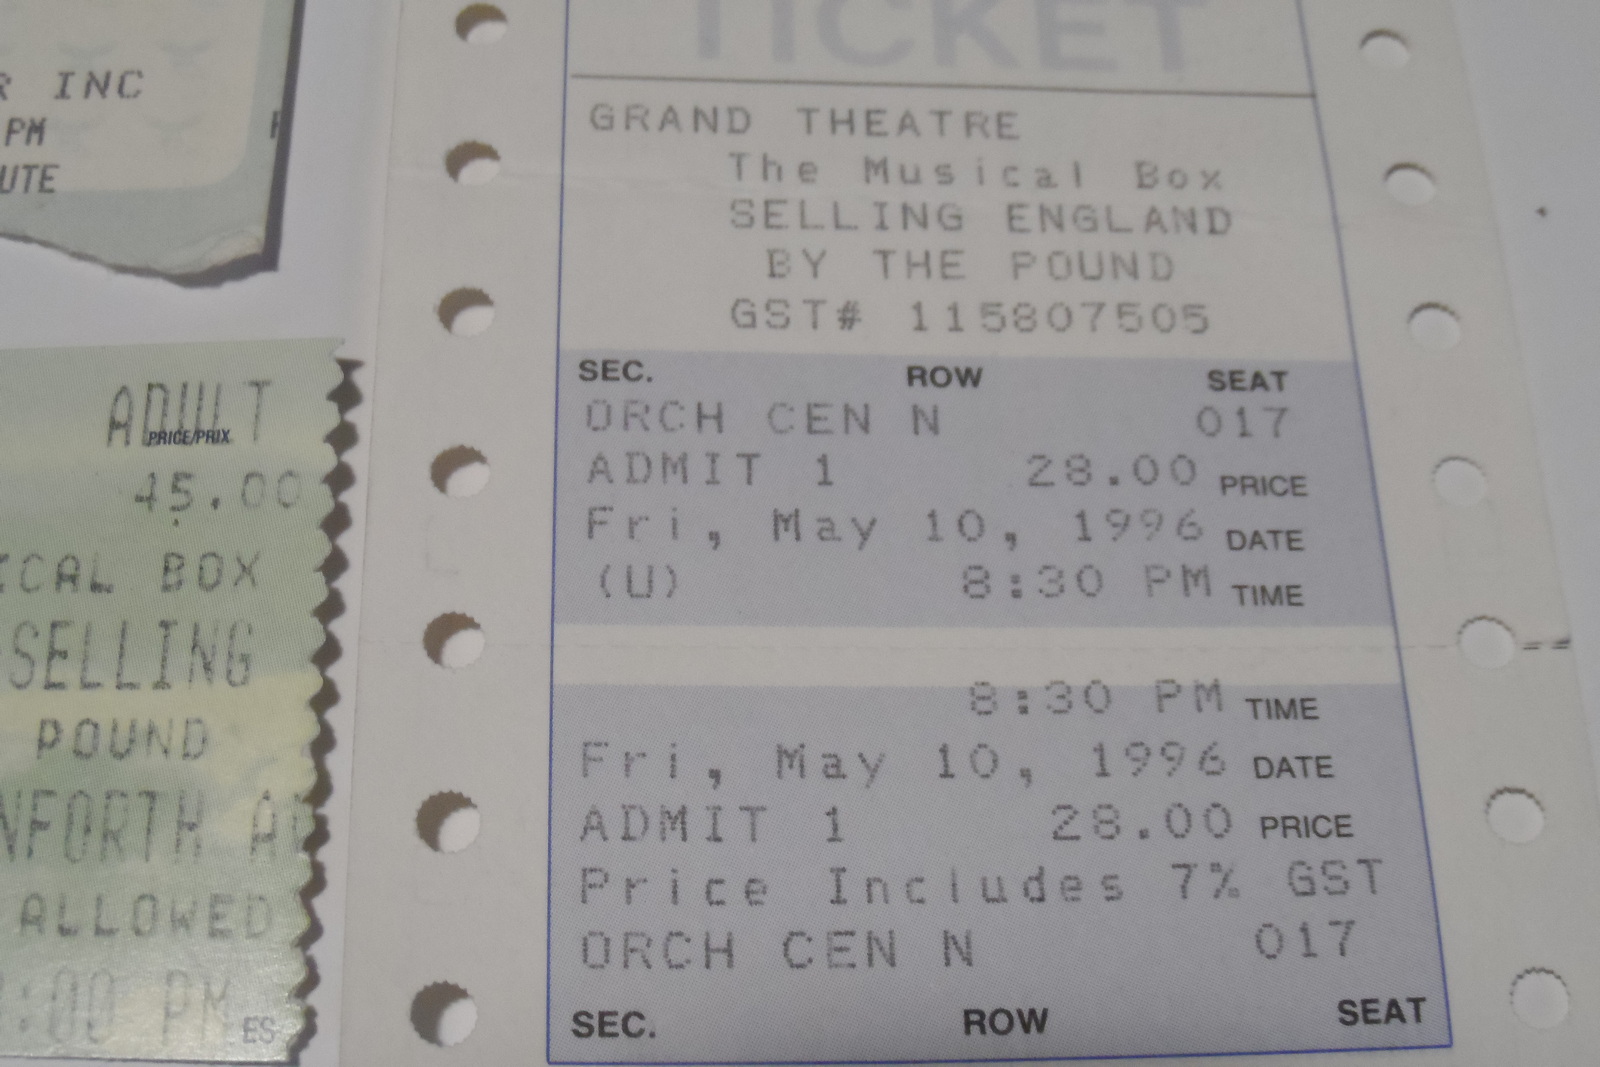 INC
PM
UTE
ADULT
PRICE/PRIX
45.00
ICAL BOX
SELLING
POUND
NFORTH A
ALLOWED
:00 PM
ES
TICKET
GRAND THEATRE
The Musical Box
SELLING ENGLAND
BY THE POUND
GST# 115807505
SEC. ROW SEAT
ORCH CEN N 017
ADMIT 1 28.00 PRICE
Fri, May 10, 1996 DATE
(U) 8:30 PM TIME
8:30 PM TIME
Fri, May 10, 1996 DATE
ADMIT 1 28.00 PRICE
Price Includes 7% GST
ORCH CEN N 017
SEC. ROW SEAT